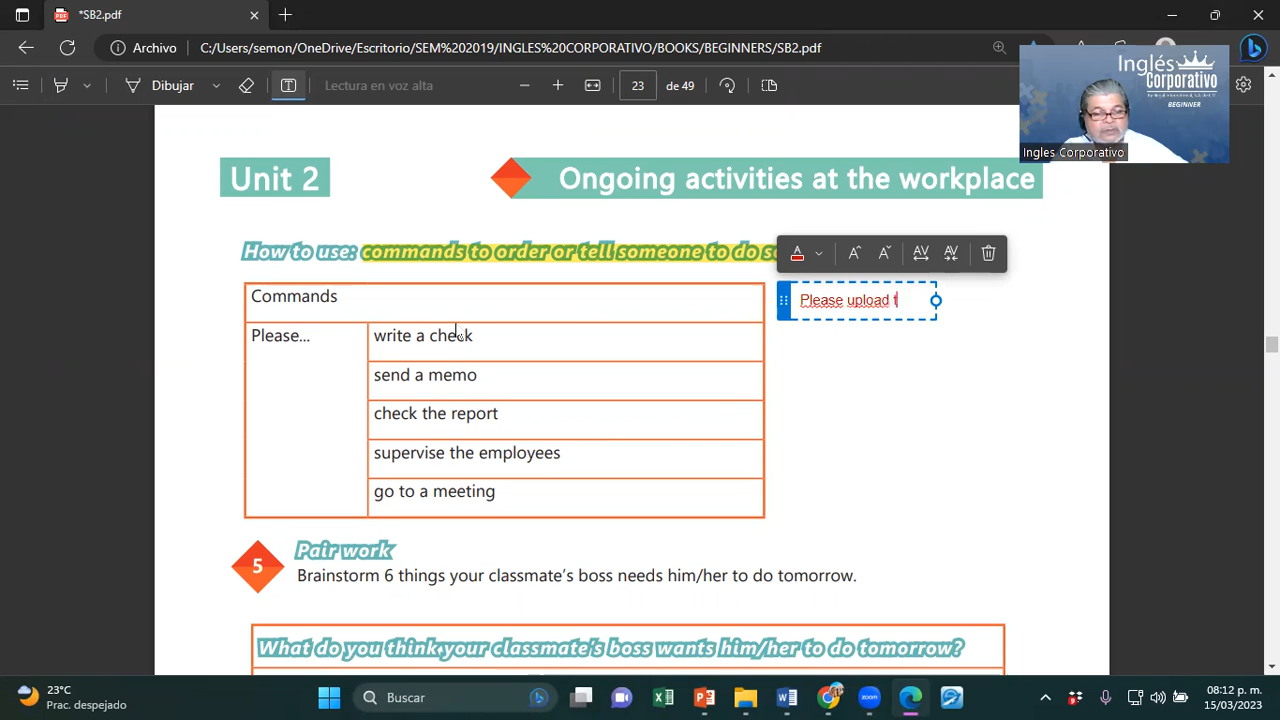 *SB2.pdf
Archivo
C:/Users/semon/OneDrive/Escritorio/SEM%202019/INGLES%20CORPORATIVO/BOOKS/BEGINNERS/SB2.pdf
Dibujar
Lectura en voz alta
23
de 49
Inglés
Corporativo
BEGINNER
Ingles Corporativo
Unit 2
Ongoing activities at the workplace
How to use: commands to order or tell someone to do
Commands
Please upload t
Please...
write a check
send a memo
check the report
supervise the employees
go to a meeting
5
Pair work
Brainstorm 6 things your classmate's boss needs him/her to do tomorrow.
What do you think your classmate's boss wants him/her to do tomorrow?
23°C
Prac. despejado
Buscar
08:12 p. m.
15/03/2023